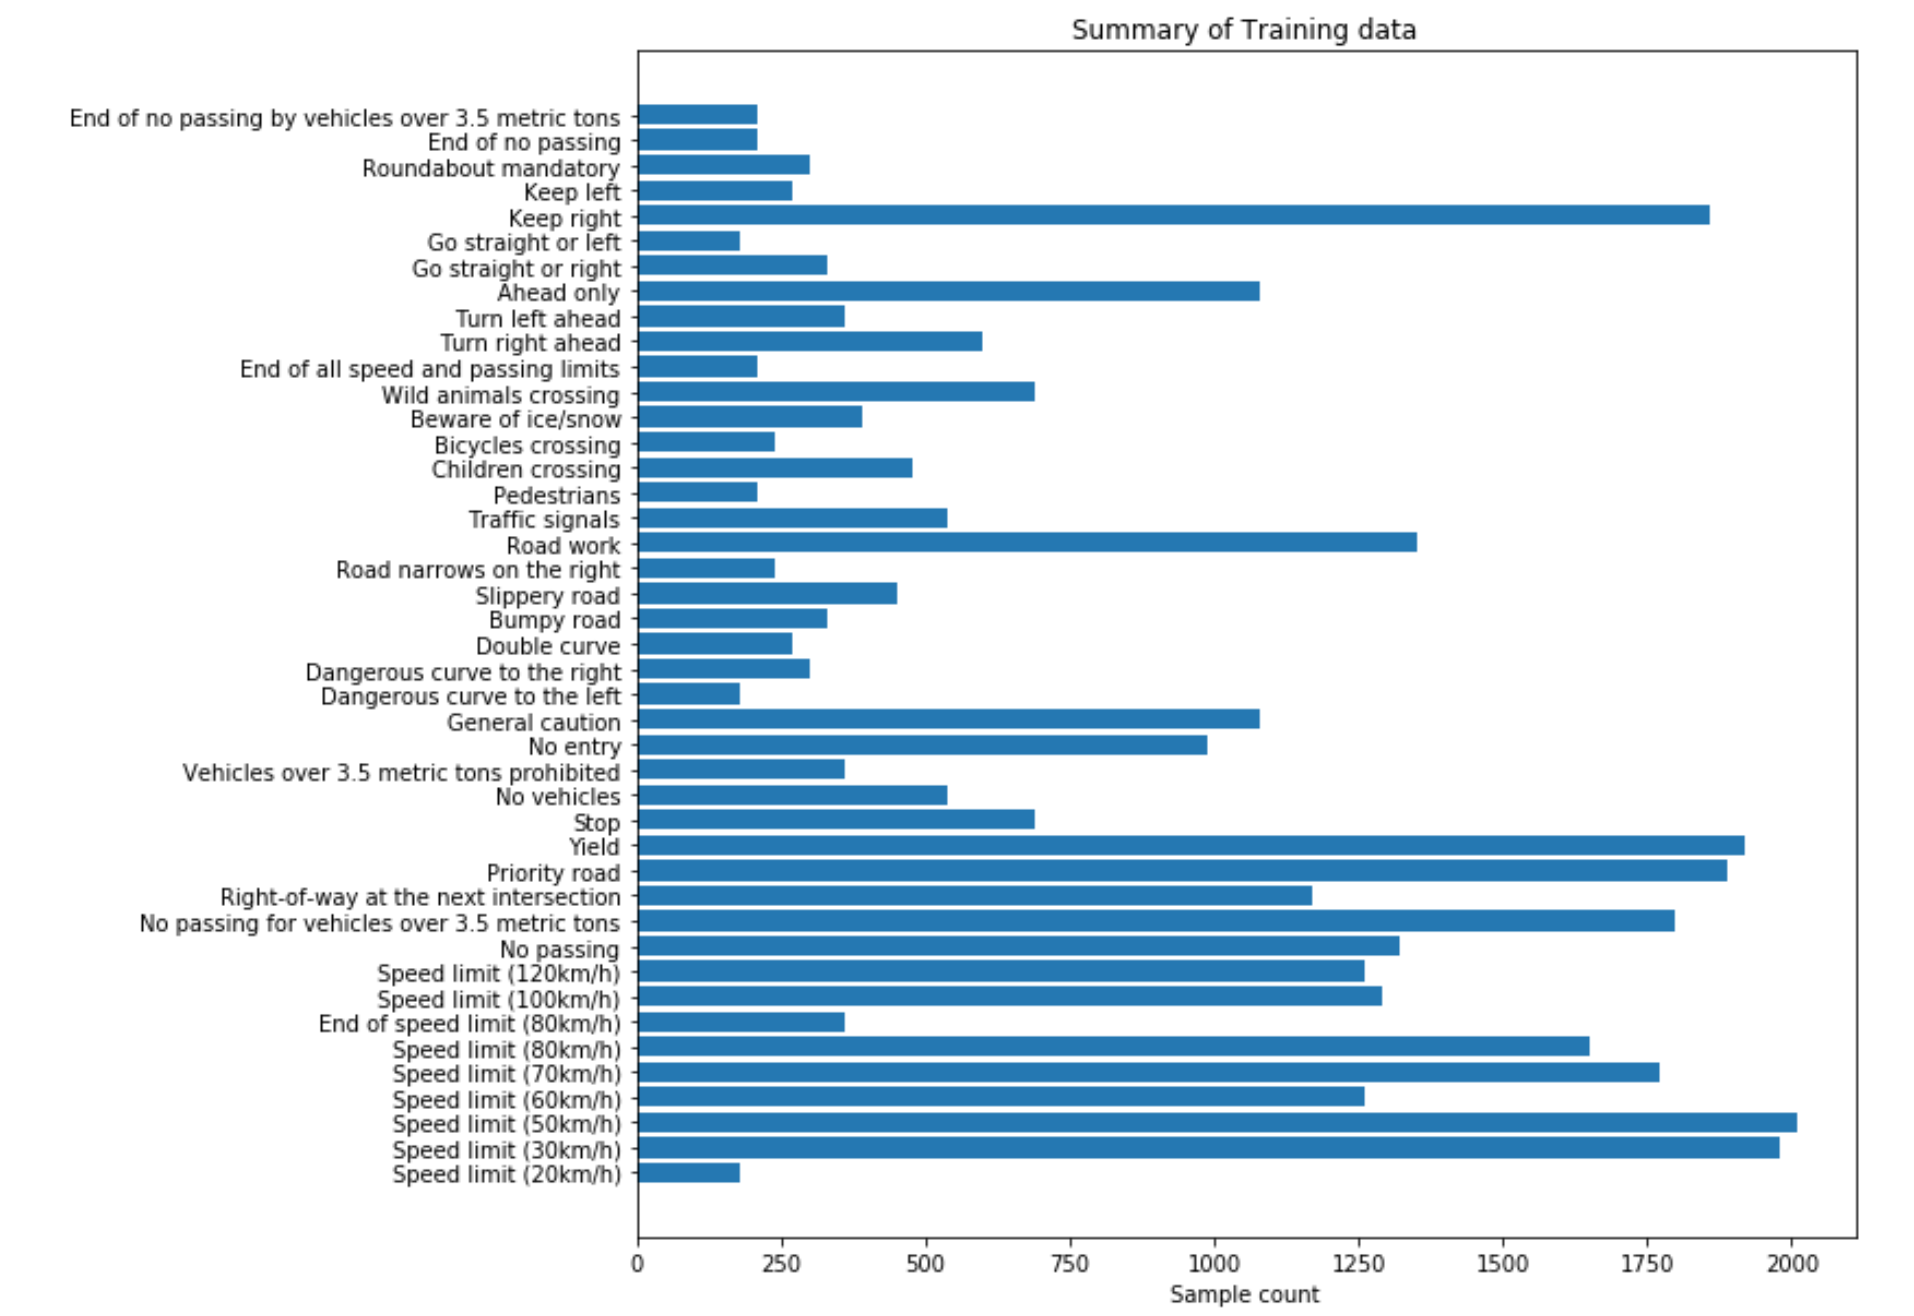 Summary of Training data
End of no passing by vehicles over 3.5 metric tons
End of no passing
Roundabout mandatory
Keep left
Keep right
Go straight or left
Go straight or right
Ahead only
Turn left ahead
Turn right ahead
End of all speed and passing limits
Wild animals crossing
Beware of ice/snow
Bicycles crossing
Children crossing
Pedestrians
Traffic signals
Road work
Road narrows on the right
Slippery road
Bumpy road
Double curve
Dangerous curve to the right
Dangerous curve to the left
General caution
No entry
Vehicles over 3.5 metric tons prohibited
No vehicles
Stop
Yield
Priority road
Right-of-way at the next intersection
No passing for vehicles over 3.5 metric tons
No passing
Speed limit (120km/h)
Speed limit (100km/h)
End of speed limit (80km/h)
Speed limit (80km/h)
Speed limit (70km/h)
Speed limit (60km/h)
Speed limit (50km/h)
Speed limit (30km/h)
Speed limit (20km/h)
0 250 500 750 1000 1250 1500 1750 2000
Sample count